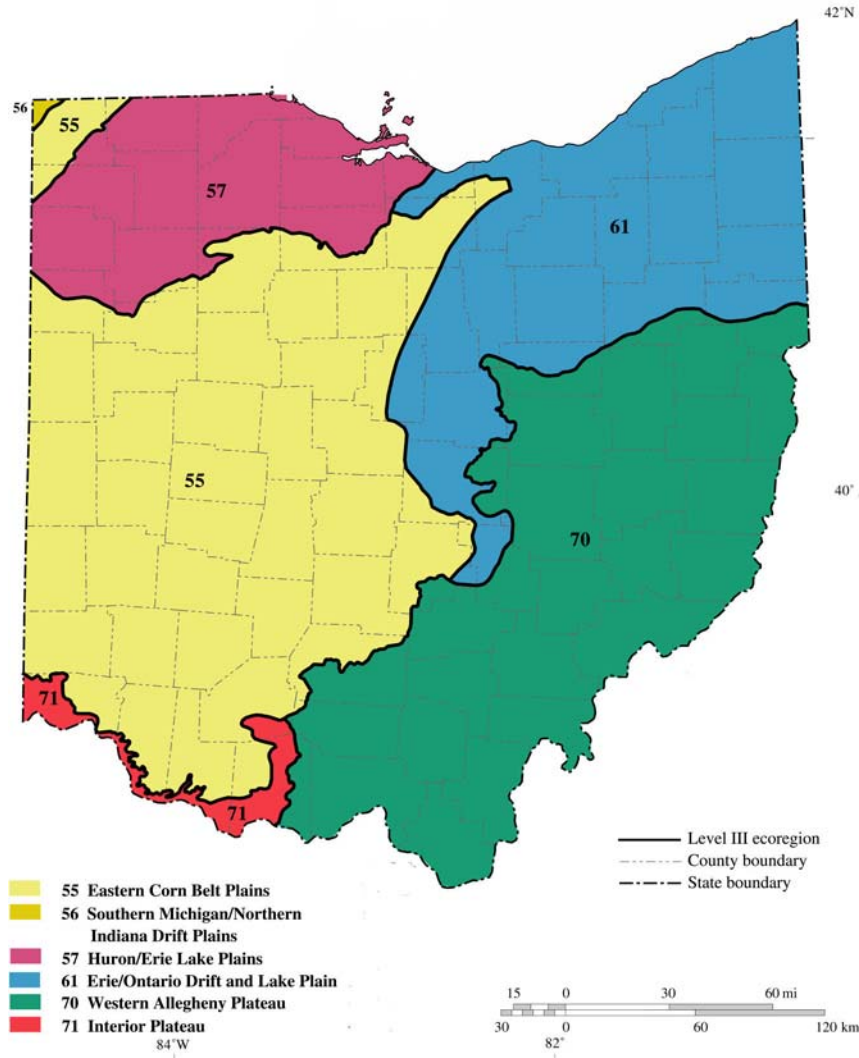 42°N
56
55
57
61
55
40°
70
71
71
Level III ecoregion
County boundary
State boundary
55 Eastern Corn Belt Plains
56 Southern Michigan/Northern
Indiana Drift Plains
57 Huron/Erie Lake Plains
61 Erie/Ontario Drift and Lake Plain
70 Western Allegheny Plateau
71 Interior Plateau
15 0 30 60 mi
30 0 60 120 km
84°W
82°